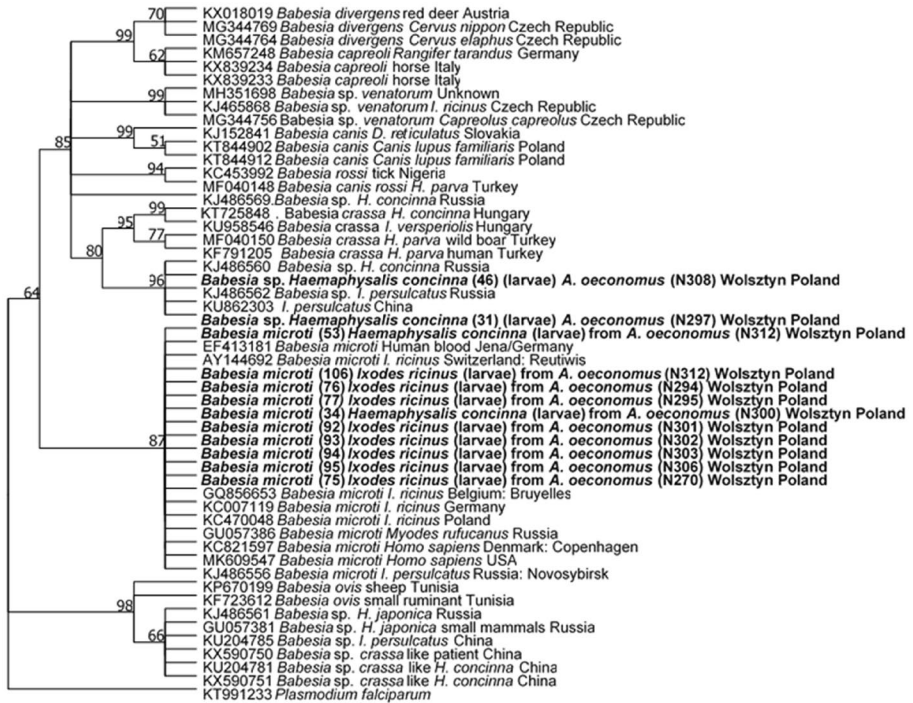 70 KX018019 Babesia divergens red deer Austria
99 MG344769 Babesia divergens Cervus nippon Czech Republic
MG344764 Babesia divergens Cervus elaphus Czech Republic
62 KM657248 Babesia capreoli Rangifer tarandus Germany
KX839234 Babesia capreoli horse Italy
KX839233 Babesia capreoli horse Italy
99 MH351698 Babesia sp. venatorum Unknown
KJ465868 Babesia sp. venatorum I. ricinus Czech Republic
MG344756 Babesia sp. venatorum Capreolus capreolus Czech Republic
99 KJ152841 Babesia canis D. reticulatus Slovakia
85 51 KT844902 Babesia canis Canis lupus familiaris Poland
KT844912 Babesia canis Canis lupus familiaris Poland
94 KC453992 Babesia rossi tick Nigeria
MF040148 Babesia canis rossi H. parva Turkey
KJ486569.Babesia sp. H. concinna Russia
99 KT725848 . Babesia crassa H. concinna Hungary
95 KU958546 Babesia crassa I. versperiolis Hungary
77 MF040150 Babesia crassa H. parva wild boar Turkey
80 KF791205 Babesia crassa H. parva human Turkey
KJ486560 Babesia sp. H. concinna Russia
96 Babesia sp. Haemaphysalis concinna (46) (larvae) A. oeconomus (N308) Wolsztyn Poland
64 KJ486562 Babesia sp. I. persulcatus Russia
KU862303 I. persulcatus China
Babesia sp. Haemaphysalis concinna (31) (larvae) A. oeconomus (N297) Wolsztyn Poland
Babesia microti (53) Haemaphysalis concinna (larvae) from A. oeconomus (N312) Wolsztyn Poland
EF413181 Babesia microti Human blood Jena/Germany
AY144692 Babesia microti I. ricinus Switzerland: Reutiwis
Babesia microti (106) Ixodes ricinus (larvae) from A. oeconomus (N312) Wolsztyn Poland
Babesia microti (76) Ixodes ricinus (larvae) from A. oeconomus (N294) Wolsztyn Poland
Babesia microti (77) Ixodes ricinus (larvae) from A. oeconomus (N295) Wolsztyn Poland
Babesia microti (34) Haemaphysalis concinna (larvae) from A. oeconomus (N300) Wolsztyn Poland
Babesia microti (92) Ixodes ricinus (larvae) from A. oeconomus (N301) Wolsztyn Poland
87 Babesia microti (93) Ixodes ricinus (larvae) from A. oeconomus (N302) Wolsztyn Poland
Babesia microti (94) Ixodes ricinus (larvae) from A. oeconomus (N303) Wolsztyn Poland
Babesia microti (95) Ixodes ricinus (larvae) from A. oeconomus (N306) Wolsztyn Poland
Babesia microti (75) Ixodes ricinus (larvae) from A. oeconomus (N270) Wolsztyn Poland
GQ856653 Babesia microti I. ricinus Belgium: Bruyelles
KC007119 Babesia microti I. ricinus Germany
KC470048 Babesia microti I. ricinus Poland
GU057386 Babesia microti Myodes rufucanus Russia
KC821597 Babesia microti Homo sapiens Denmark: Copenhagen
MK609547 Babesia microti Homo sapiens USA
KJ486556 Babesia microti I. persulcatus Russia: Novosybirsk
KP670199 Babesia ovis sheep Tunisia
98 KF723612 Babesia ovis small ruminant Tunisia
KJ486561 Babesia sp. H. japonica Russia
GU057381 Babesia sp. H. japonica small mammals Russia
66 KU204785 Babesia sp. I. persulcatus China
KX590750 Babesia sp. crassa like patient China
KU204781 Babesia sp. crassa like H. concinna China
KX590751 Babesia sp. crassa like H. concinna China
KT991233 Plasmodium falciparum